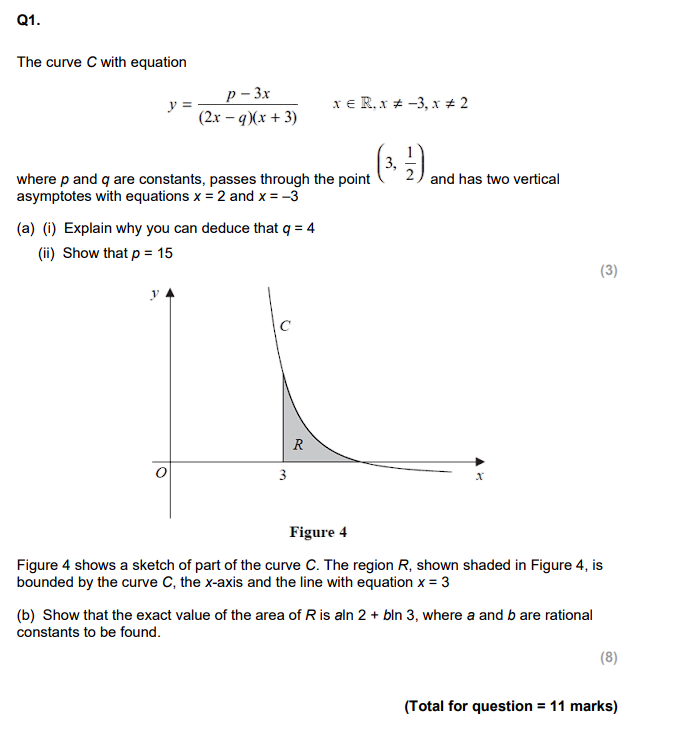 Q1.
The curve C with equation
y = \frac{p - 3x}{(2x - q)(x + 3)} x ∈ ℝ, x ≠ −3, x ≠ 2
where p and q are constants, passes through the point \left(3, \frac{1}{2}\right) and has two vertical
asymptotes with equations x = 2 and x = −3
(a) (i) Explain why you can deduce that q = 4
(ii) Show that p = 15
(3)
y
C
R
O
3
x
Figure 4
Figure 4 shows a sketch of part of the curve C. The region R, shown shaded in Figure 4, is
bounded by the curve C, the x-axis and the line with equation x = 3
(b) Show that the exact value of the area of R is aln 2 + bln 3, where a and b are rational
constants to be found.
(8)
(Total for question = 11 marks)